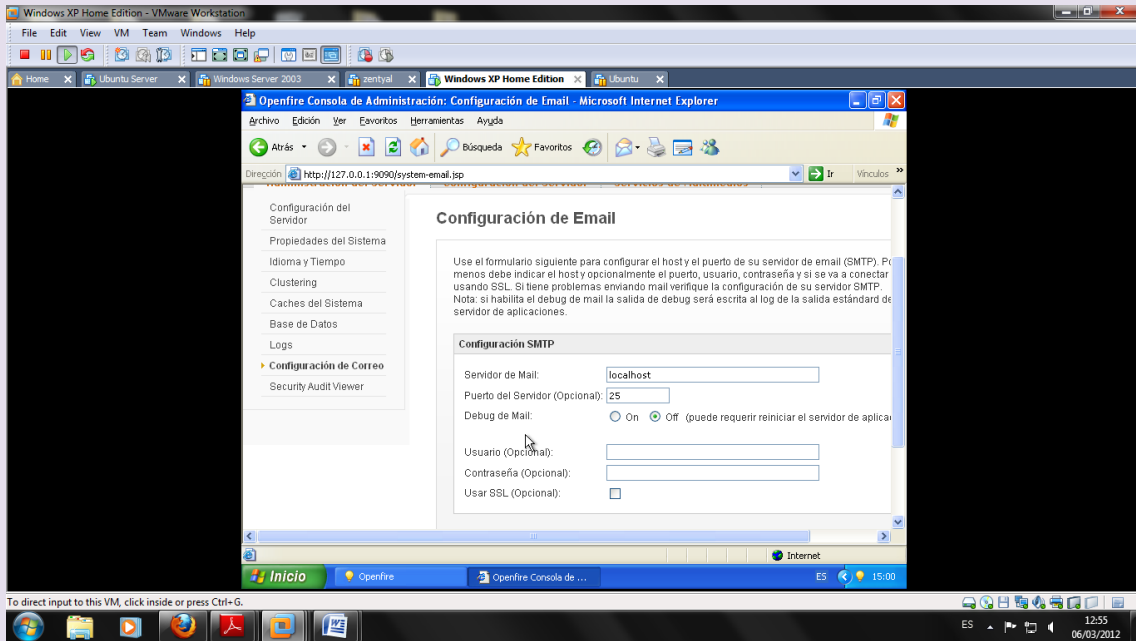 Windows XP Home Edition - VMware Workstation
File Edit View VM Team Windows Help
Home Ubuntu Server Windows Server 2003 zentyal Windows XP Home Edition Ubuntu
Openfire Consola de Administración: Configuración de Email - Microsoft Internet Explorer
Archivo Edición Ver Favoritos Herramientas Ayuda
Atrás Búsqueda Favoritos
Dirección http://127.0.0.1:9090/system-email.jsp Ir Vínculos »
Configuración del
Servidor
Propiedades del Sistema
Idioma y Tiempo
Clustering
Caches del Sistema
Base de Datos
Logs
Configuración de Correo
Security Audit Viewer
Configuración de Email
Use el formulario siguiente para configurar el host y el puerto de su servidor de email (SMTP).
menos debe indicar el host y opcionalmente el puerto, usuario, contraseña y si se va a conectar
usando SSL. Si tiene problemas enviando mail verifique la configuración de su servidor SMTP.
Nota: si habilita el debug de mail la salida de debug será escrita al log de la salida estándard de
servidor de aplicaciones.
Configuración SMTP
Servidor de Mail: localhost
Puerto del Servidor (Opcional): 25
Debug de Mail: On Off (puede requerir reiniciar el servidor de aplica
Usuario (Opcional):
Contraseña (Opcional):
Usar SSL (Opcional):
Internet
Inicio Openfire Openfire Consola de ... ES 15:00
To direct input to this VM, click inside or press Ctrl+G.
ES 12:55
06/03/2012